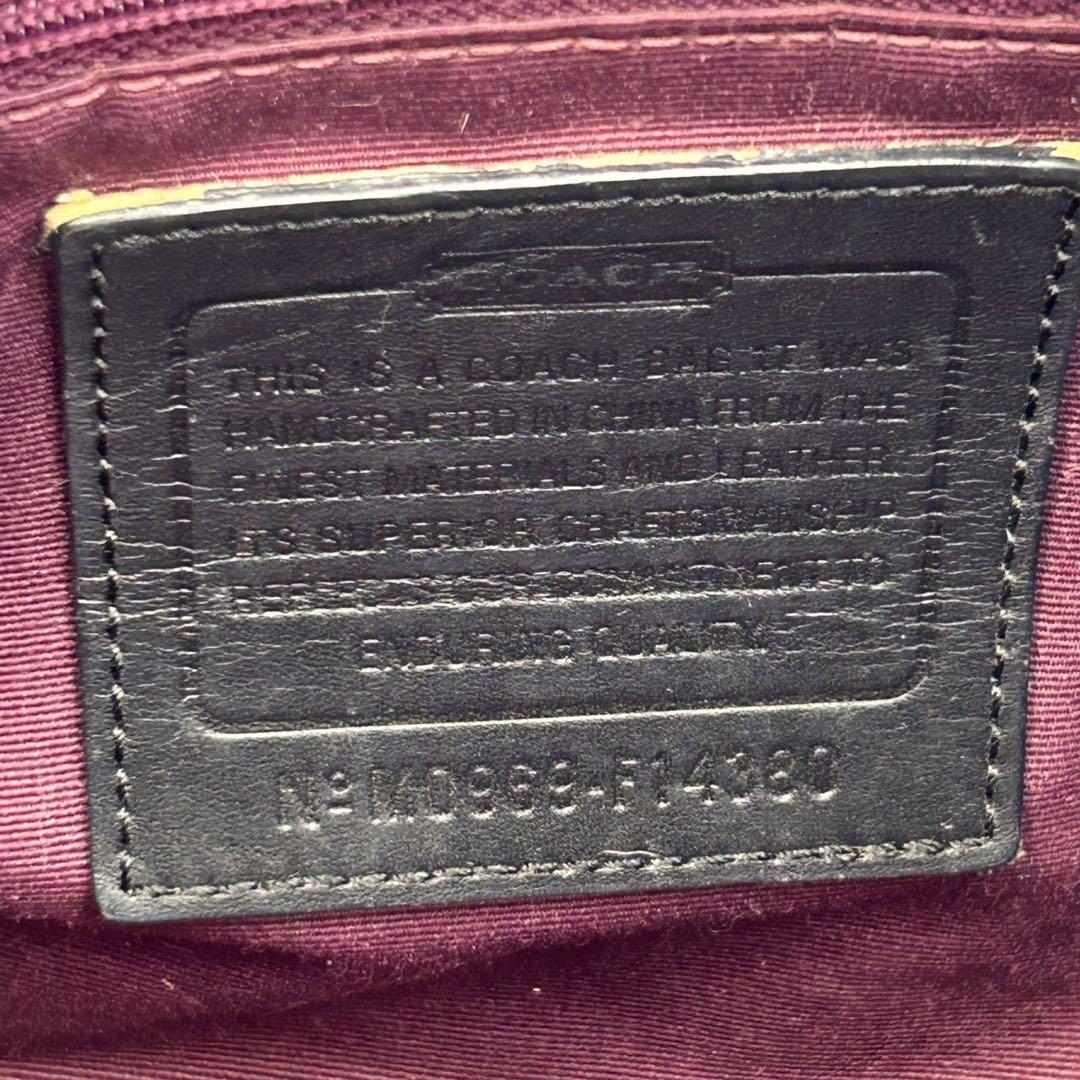 COACH
THIS IS A COACH BAG. IT WAS
HANDCRAFTED IN CHINA FROM THE
FINEST MATERIALS AND LEATHER.
ITS SUPERIOR CRAFTSMANSHIP
ENDURING QUALITY.
Nº M0969-F14380